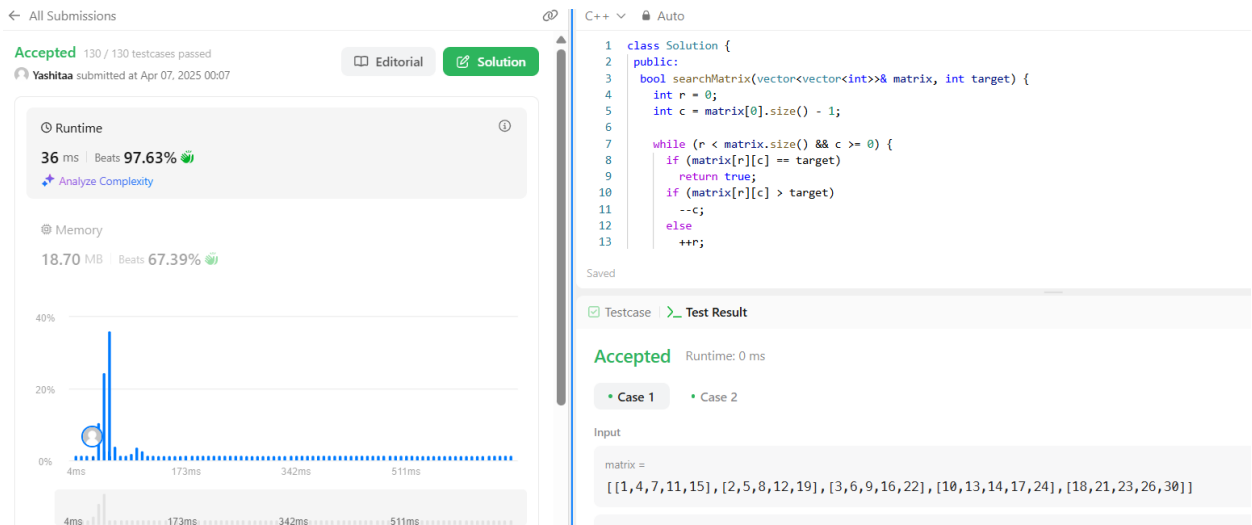 ← All Submissions
Accepted 130 / 130 testcases passed
Yashitaa submitted at Apr 07, 2025 00:07
Editorial
Solution
Runtime
36 ms | Beats 97.63%
Analyze Complexity
Memory
18.70 MB | Beats 67.39%
40%
20%
0%
4ms 173ms 342ms 511ms
4ms 173ms 342ms 511ms
C++ Auto
1 class Solution {
2 public:
3 bool searchMatrix(vector<vector<int>>& matrix, int target) {
4 int r = 0;
5 int c = matrix[0].size() - 1;
6
7 while (r < matrix.size() && c >= 0) {
8 if (matrix[r][c] == target)
9 return true;
10 if (matrix[r][c] > target)
11 --c;
12 else
13 ++r;
Saved
Testcase | >_ Test Result
Accepted Runtime: 0 ms
• Case 1 • Case 2
Input
matrix =
[[1,4,7,11,15],[2,5,8,12,19],[3,6,9,16,22],[10,13,14,17,24],[18,21,23,26,30]]